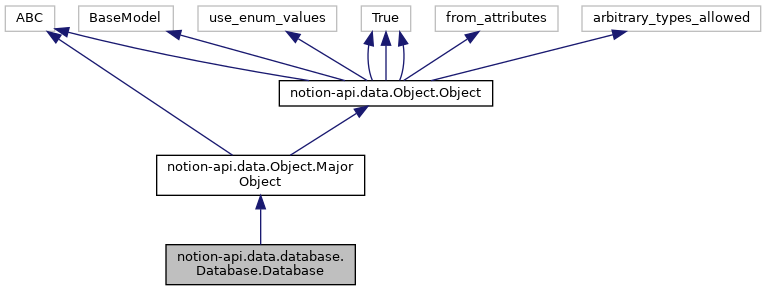 ABC
BaseModel
use_enum_values
True
from_attributes
arbitrary_types_allowed
notion-api.data.Object.Object
notion-api.data.Object.Major
Object
notion-api.data.database.
Database.Database